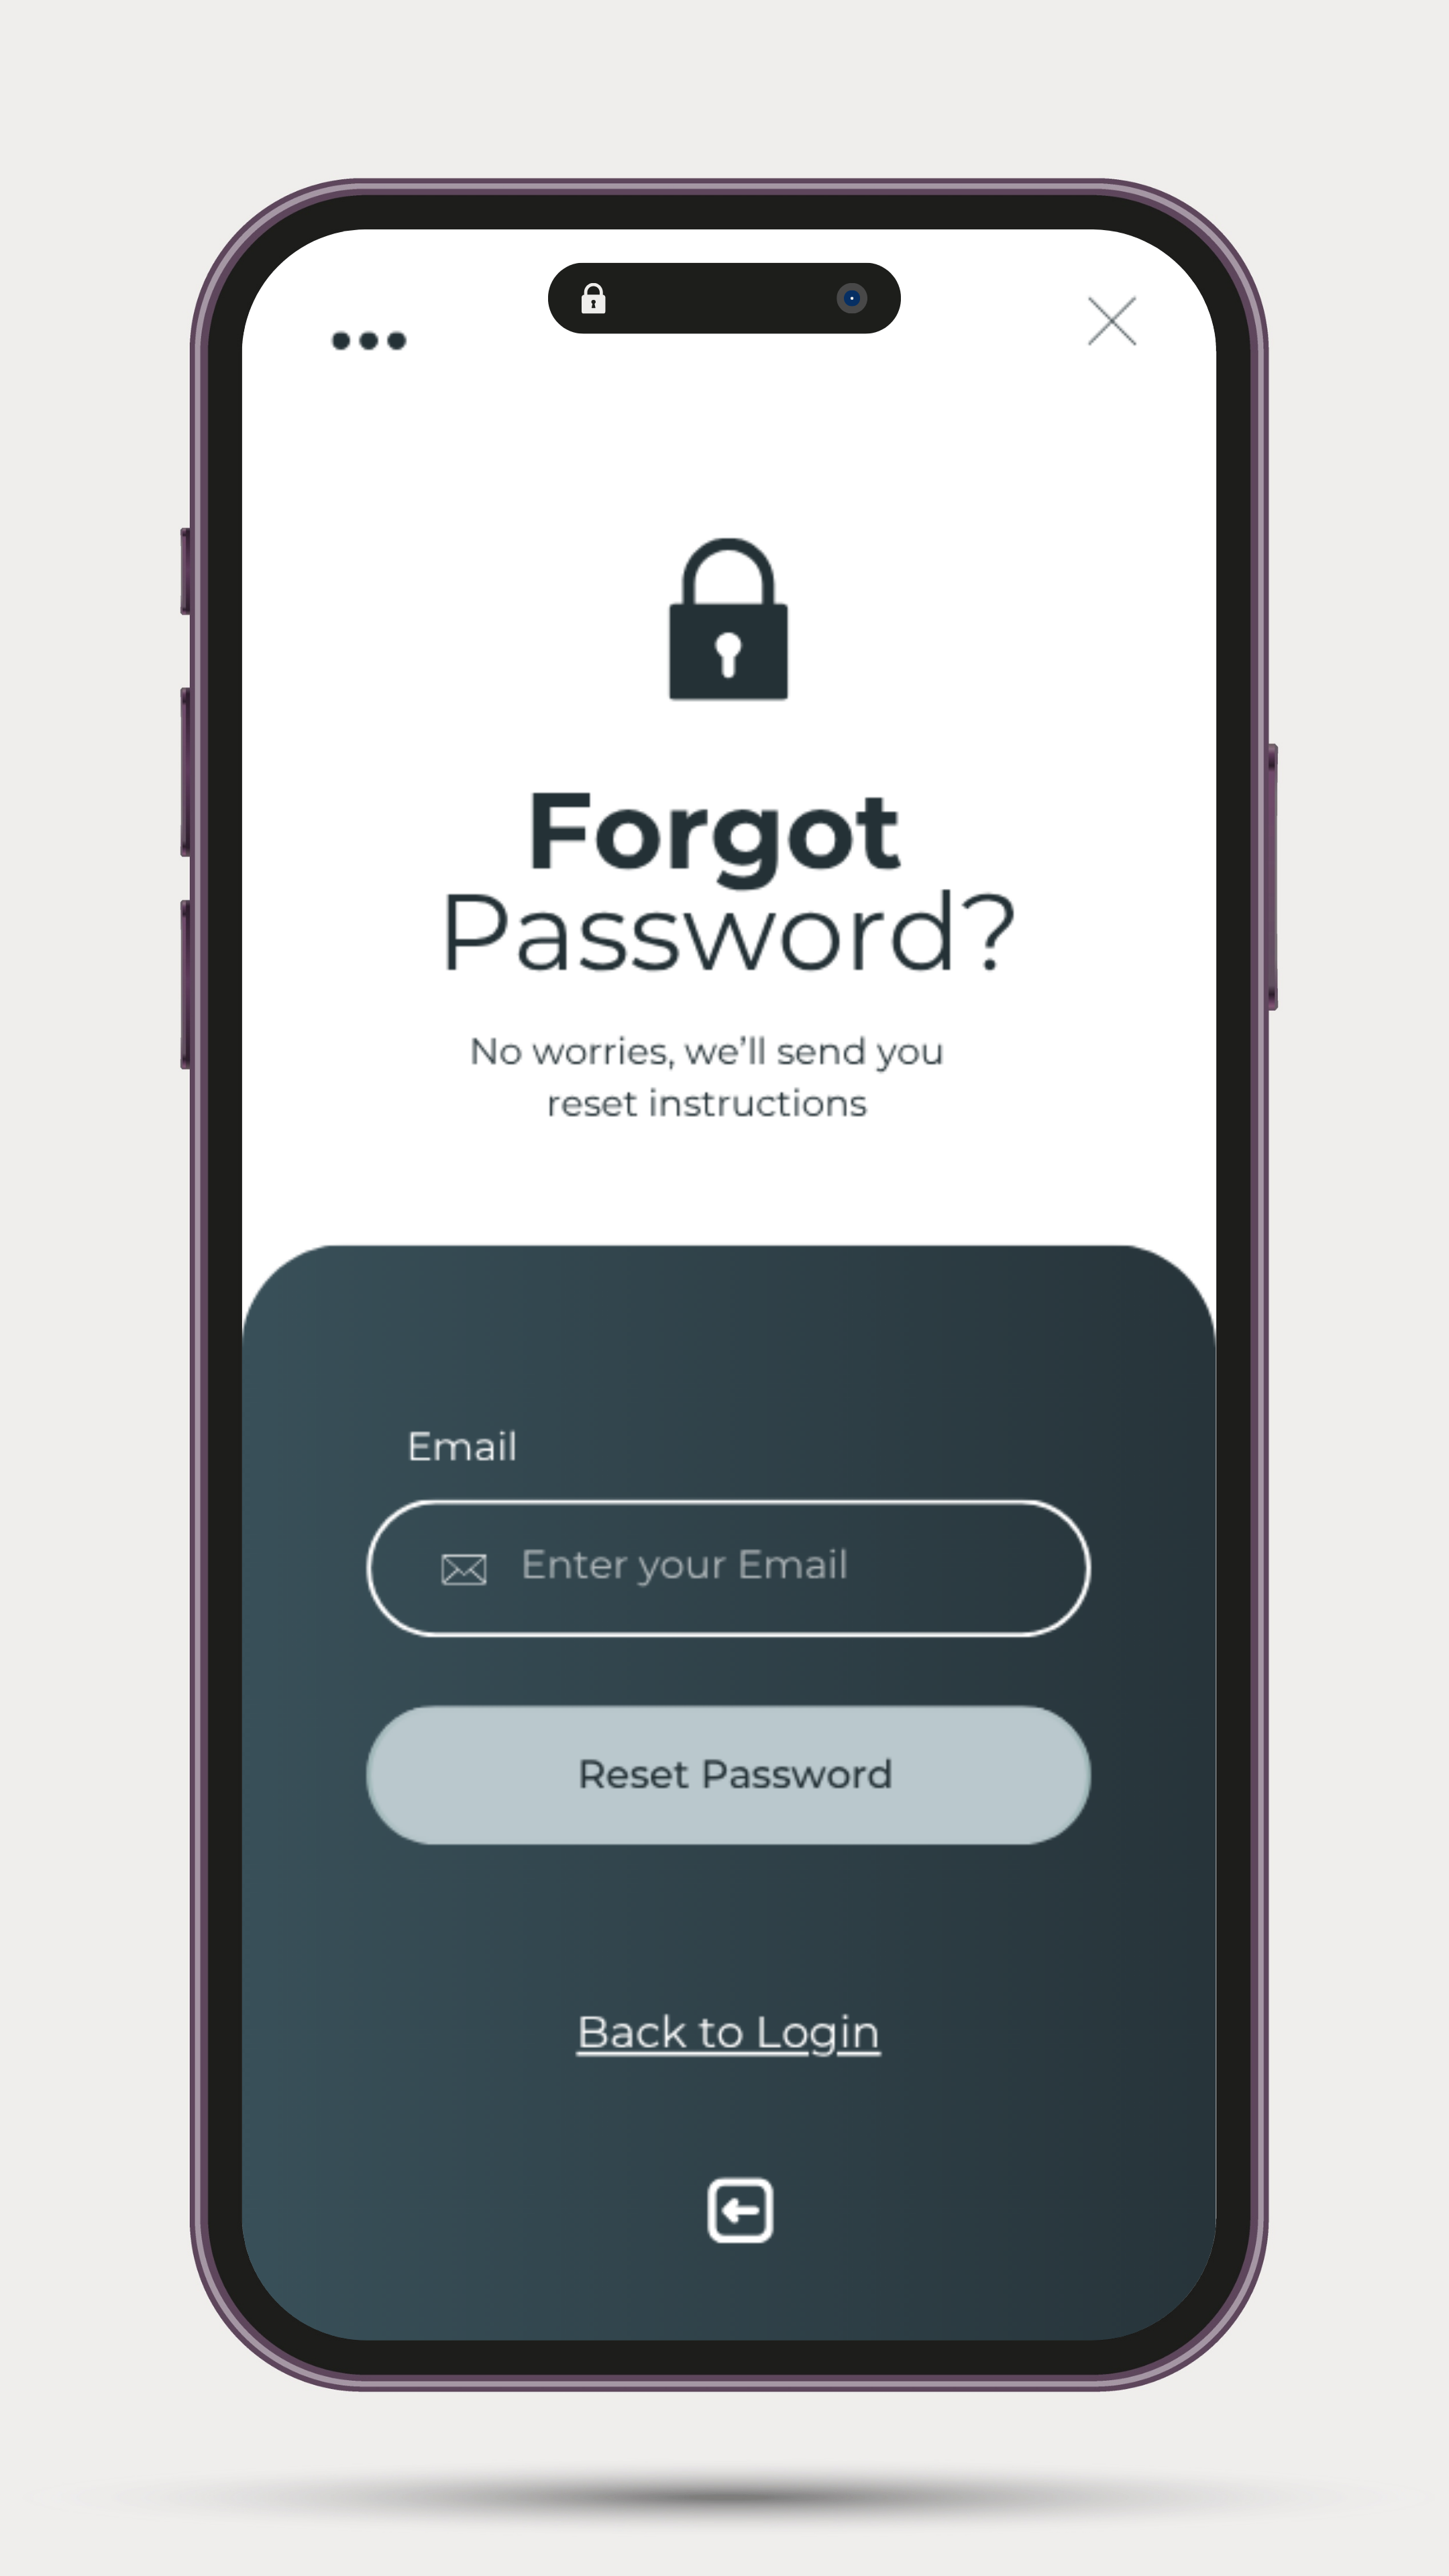 Forgot
Password?
No worries, we’ll send you
reset instructions
Email
Enter your Email
Reset Password
Back to Login